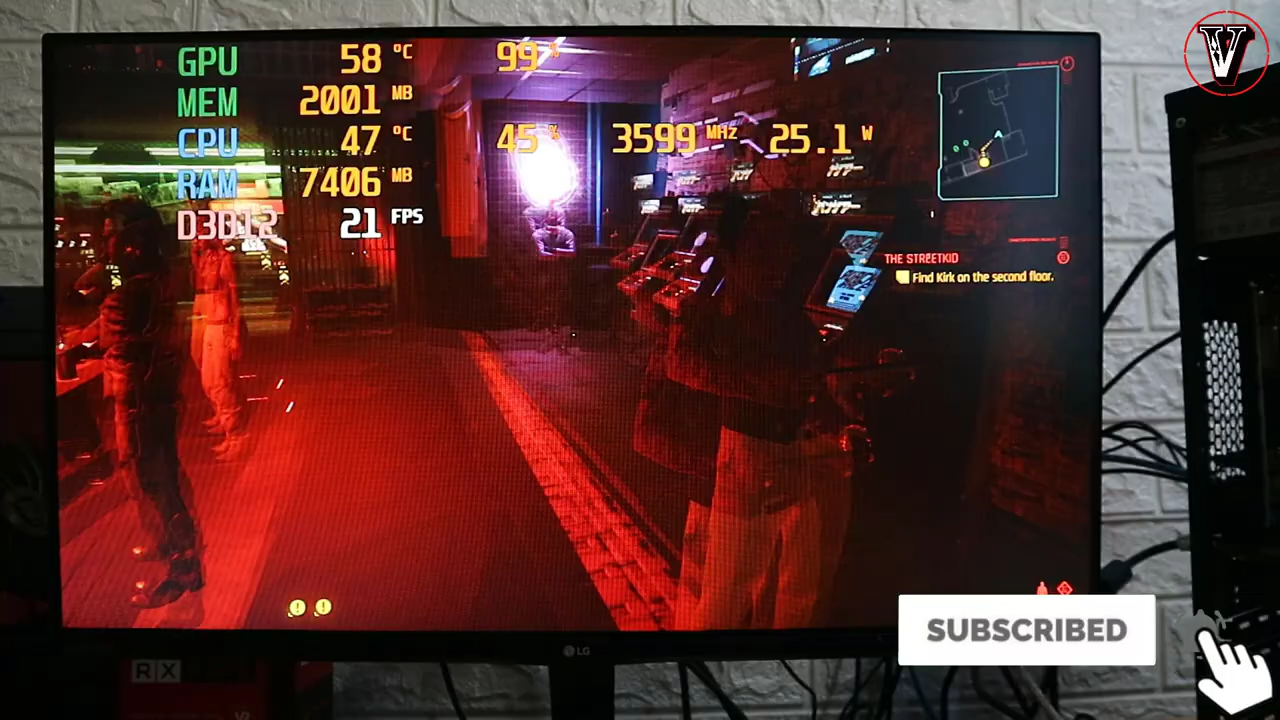 GPU 58 °C 99 %
MEM 2001 MB
CPU 47 °C 45 % 3599 MHz 25.1 W
RAM 7406 MB
D3D12 21 FPS
THE STREETKID
Find Kirk on the second floor.
SUBSCRIBED
LG
RX
V